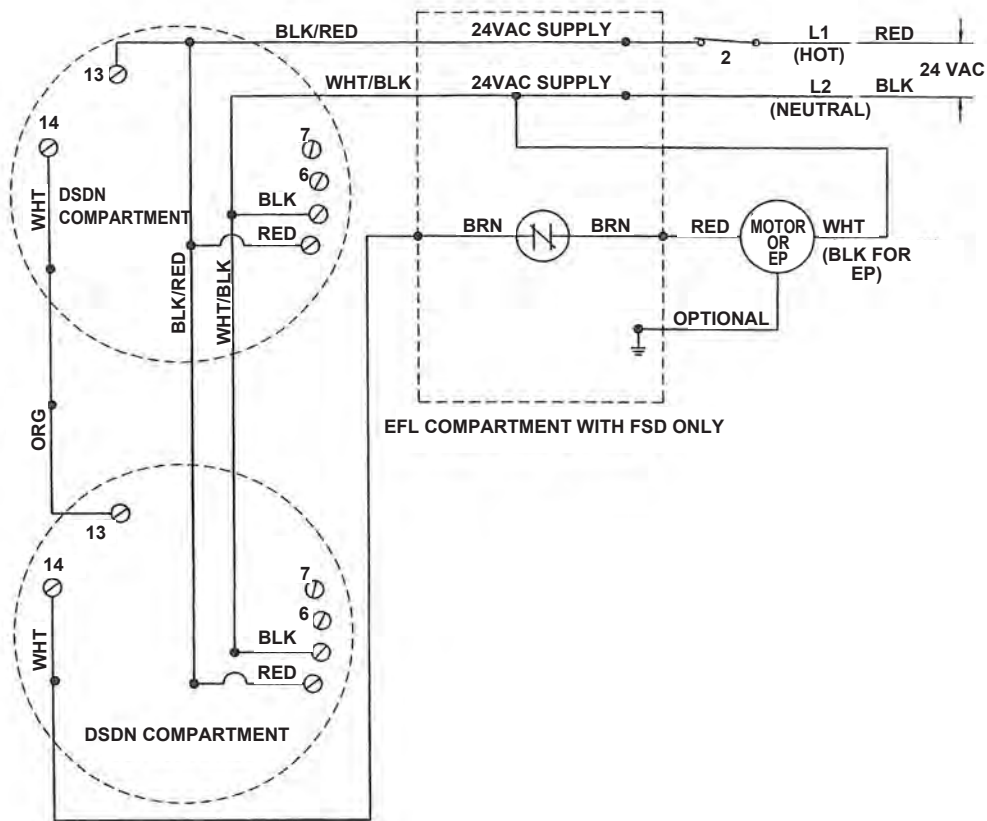 BLK/RED
24VAC SUPPLY
L1
(HOT)
RED
2
24 VAC
13
WHT/BLK
24VAC SUPPLY
L2
(NEUTRAL)
BLK
14
7
6
WHT
DSDN
COMPARTMENT
BLK
RED
BRN
BRN
RED
MOTOR
OR
EP
WHT
(BLK FOR
EP)
BLK/RED
WHT/BLK
OPTIONAL
EFL COMPARTMENT WITH FSD ONLY
ORG
13
14
7
6
WHT
BLK
RED
DSDN COMPARTMENT